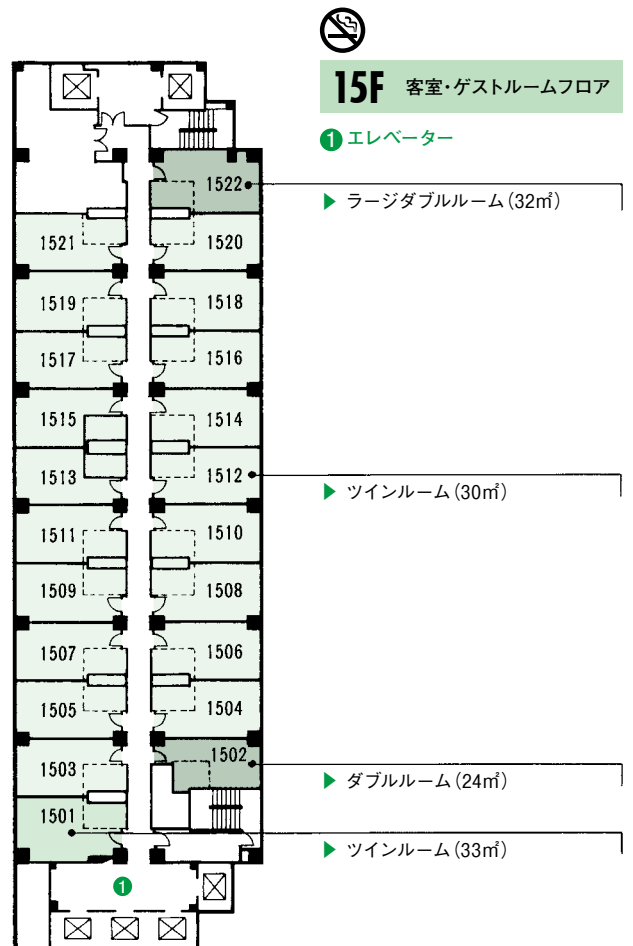 15F 客室・ゲストルームフロア
1 エレベーター
1522
▶ ラージダブルルーム(32㎡)
1521 1520
1519 1518
1517 1516
1515 1514
1513 1512
▶ ツインルーム(30㎡)
1511 1510
1509 1508
1507 1506
1505 1504
1503 1502
▶ ダブルルーム(24㎡)
1501
▶ ツインルーム(33㎡)
1